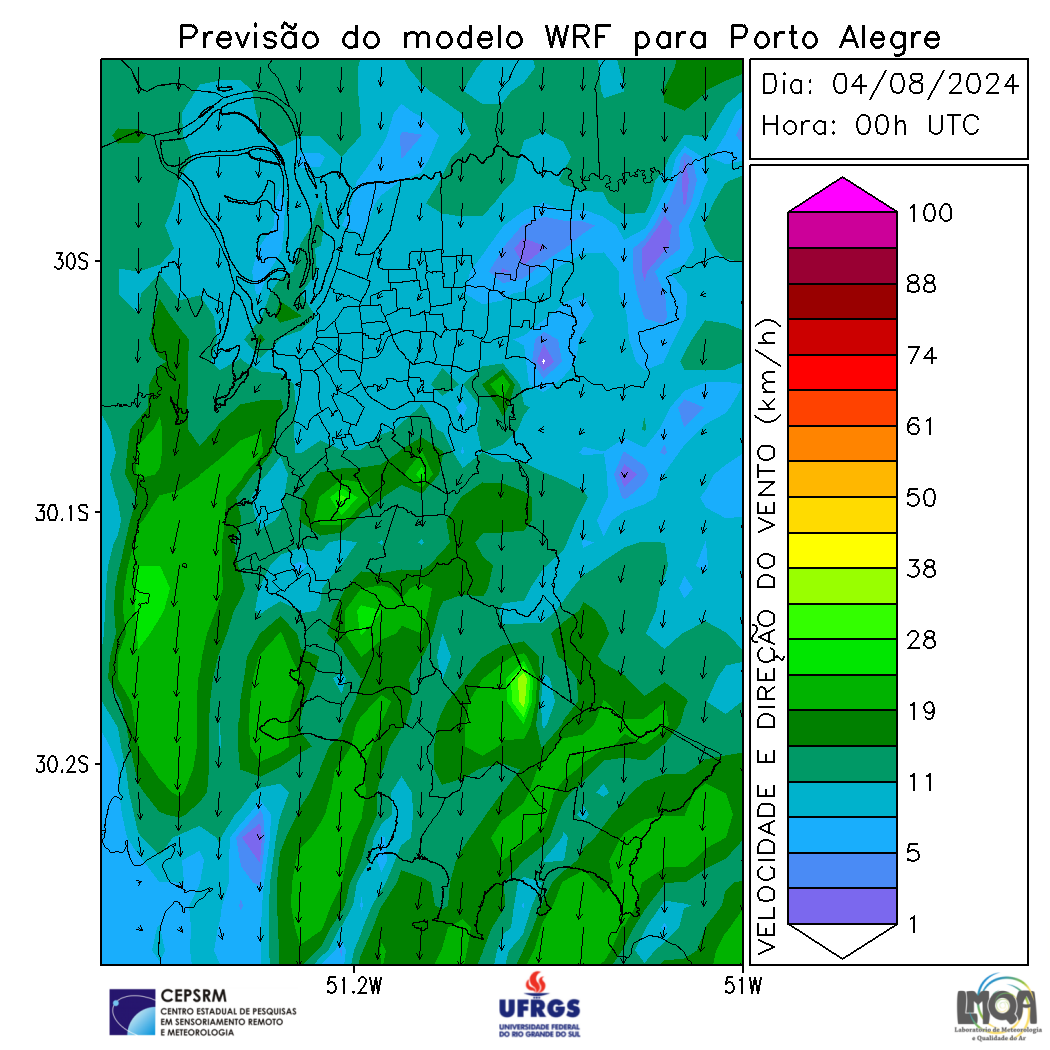 Previsão do modelo WRF para Porto Alegre
Dia: 04/08/2024
Hora: 00h UTC
30S
30.1S
30.2S
51.2W
51W
VELOCIDADE E DIREÇÃO DO VENTO (km/h)
100
88
74
61
50
38
28
19
11
5
1
CEPSRM
CENTRO ESTADUAL DE PESQUISAS
EM SENSORIAMENTO REMOTO
E METEOROLOGIA
UFRGS
UNIVERSIDADE FEDERAL
DO RIO GRANDE DO SUL
LMQA
Laboratório de Meteorologia
e Qualidade do Ar